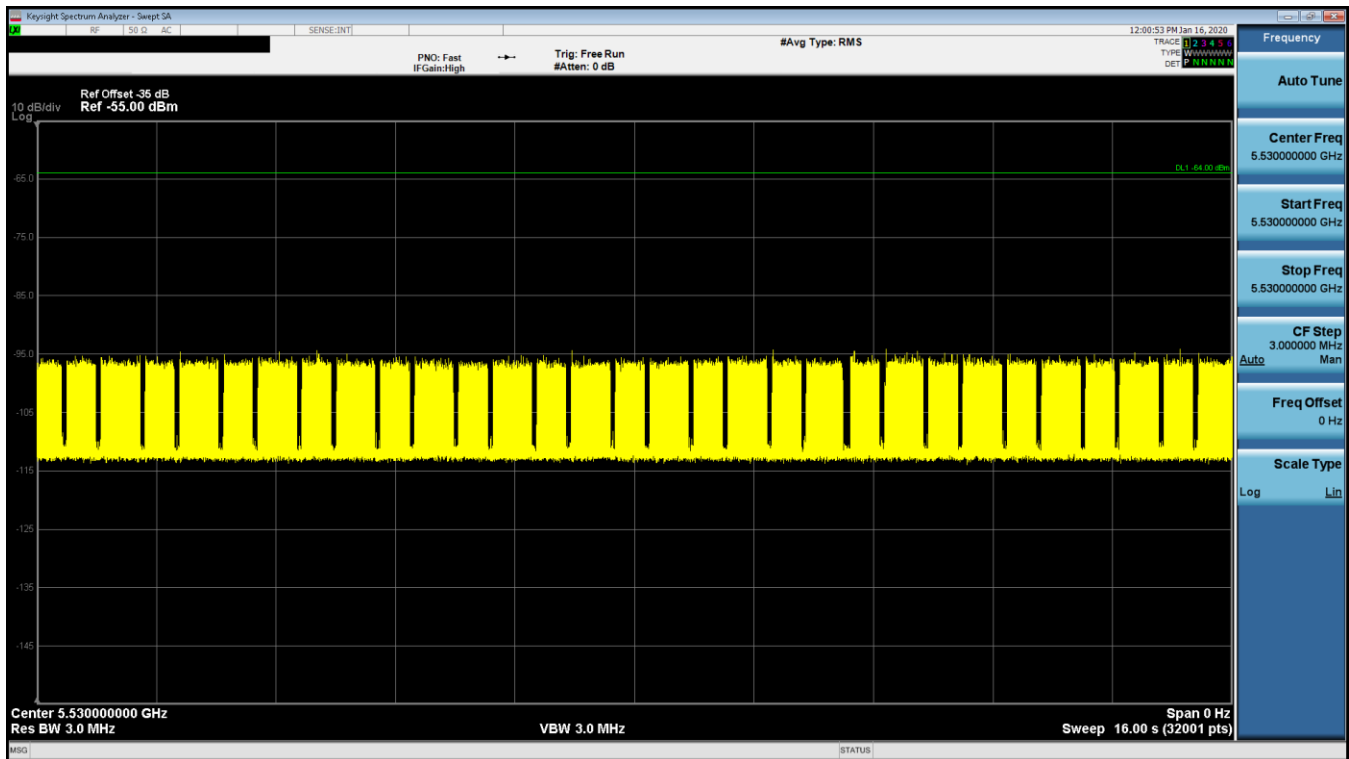 Keysight Spectrum Analyzer - Swept SA
RF 50 Ω AC SENSE:INT 12:00:53 PM Jan 16, 2020
#Avg Type: RMS
TRACE 1 2 3 4 5 6
PNO: Fast Trig: Free Run TYPE WWWWWW
IFGain:High #Atten: 0 dB DET P N N N N N
Ref Offset -35 dB
10 dB/div Ref -55.00 dBm
Log
DL1 -64.00 dBm
-65.0
-75.0
-85.0
-95.0
-105
-115
-125
-135
-145
Center 5.530000000 GHz Span 0 Hz
Res BW 3.0 MHz VBW 3.0 MHz Sweep 16.00 s (32001 pts)
MSG STATUS
Frequency
Auto Tune
Center Freq
5.530000000 GHz
Start Freq
5.530000000 GHz
Stop Freq
5.530000000 GHz
CF Step
3.000000 MHz
Auto Man
Freq Offset
0 Hz
Scale Type
Log Lin